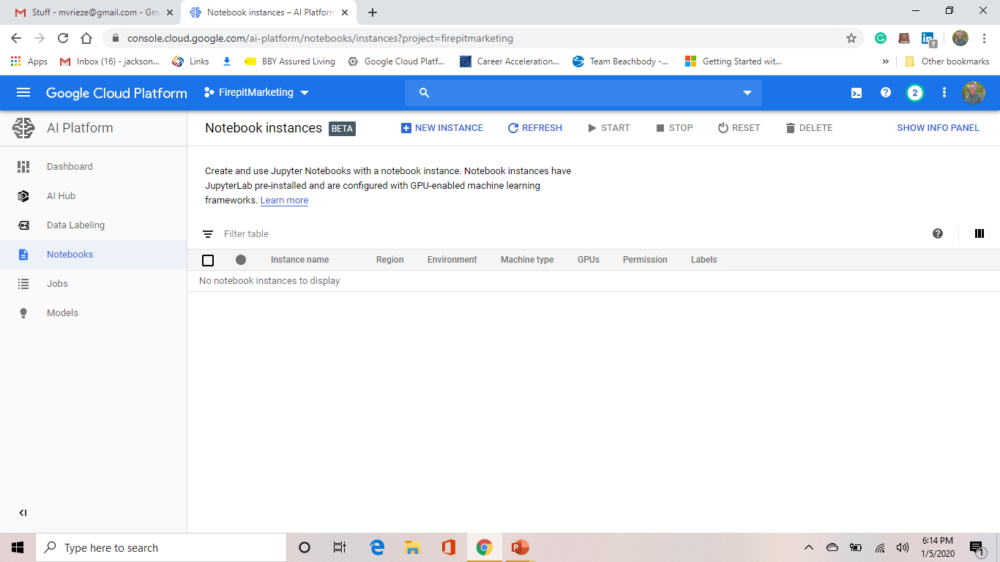 Stuff - mvrieze@gmail.com - Gm
Notebook instances – AI Platform
console.cloud.google.com/ai-platform/notebooks/instances?project=firepitmarketing
Apps
Inbox (16) - jackson...
Links
BBY Assured Living
Google Cloud Platf...
Career Acceleration...
Team Beachbody -...
Getting Started wit...
»
Other bookmarks
Google Cloud Platform
FirepitMarketing
2
AI Platform
Notebook instances BETA
NEW INSTANCE
REFRESH
START
STOP
RESET
DELETE
SHOW INFO PANEL
Dashboard
AI Hub
Data Labeling
Notebooks
Jobs
Models
Create and use Jupyter Notebooks with a notebook instance. Notebook instances have
JupyterLab pre-installed and are configured with GPU-enabled machine learning
frameworks. Learn more
Filter table
Instance name Region Environment Machine type GPUs Permission Labels
No notebook instances to display
Type here to search
6:14 PM
1/5/2020
1